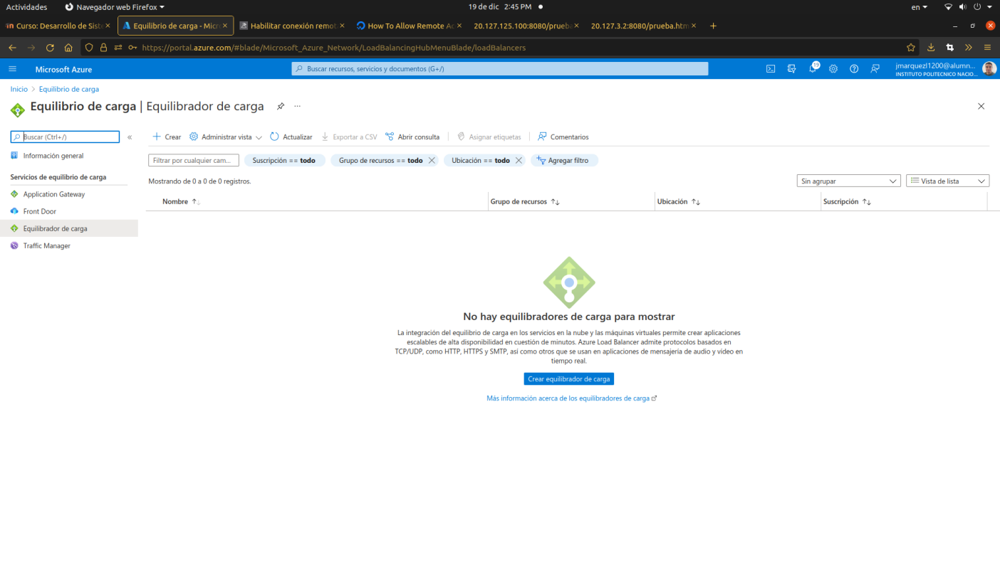 Actividades Navegador web Firefox 19 de dic 2:45 PM en
Curso: Desarrollo de Siste Equilibrio de carga - Micro Habilitar conexión remot How To Allow Remote Ac 20.127.125.100:8080/prueb 20.127.3.2:8080/prueba.htm
https://portal.azure.com/#blade/Microsoft_Azure_Network/LoadBalancingHubMenuBlade/loadBalancers
Microsoft Azure Buscar recursos, servicios y documentos (G+/) 19 jmarquezl1200@alumn...
INSTITUTO POLITECNICO NACIO...
Inicio > Equilibrio de carga
Equilibrio de carga | Equilibrador de carga ...
Buscar (Ctrl+/) « Crear Administrar vista Actualizar Exportar a CSV Abrir consulta Asignar etiquetas Comentarios
Información general
Filtrar por cualquier cam... Suscripción == todo Grupo de recursos == todo Ubicación == todo Agregar filtro
Servicios de equilibrio de carga
Mostrando de 0 a 0 de 0 registros. Sin agrupar Vista de lista
Application Gateway
Front Door
Equilibrador de carga
Traffic Manager
Nombre Grupo de recursos Ubicación Suscripción
No hay equilibradores de carga para mostrar
La integración del equilibrio de carga en los servicios en la nube y las máquinas virtuales permite crear aplicaciones
escalables de alta disponibilidad en cuestión de minutos. Azure Load Balancer admite protocolos basados en
TCP/UDP, como HTTP, HTTPS y SMTP, así como otros que se usan en aplicaciones de mensajería de audio y vídeo en
tiempo real.
Crear equilibrador de carga
Más información acerca de los equilibradores de carga